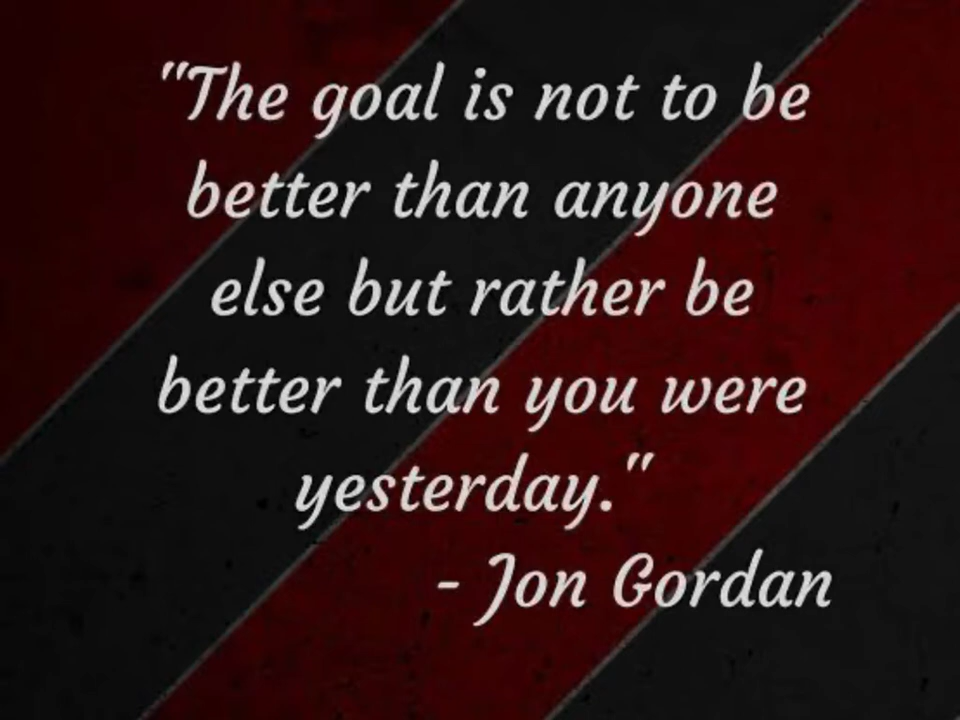 "The goal is not to be
better than anyone
else but rather be
better than you were
yesterday."
- Jon Gordan